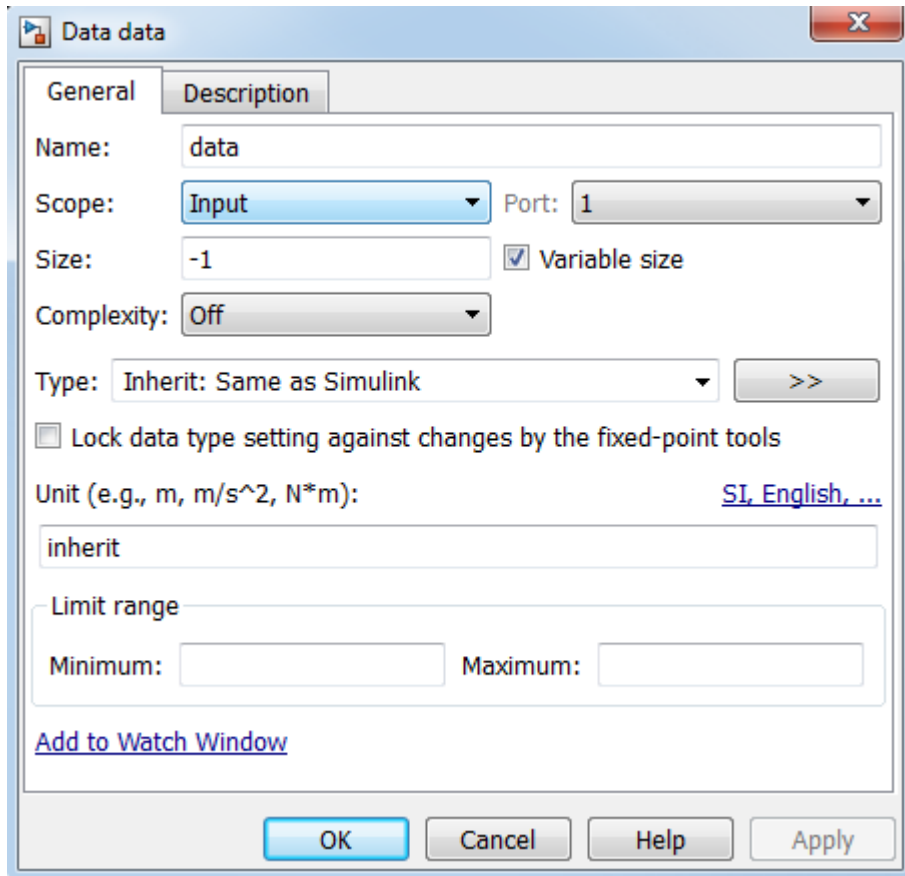 Data data
General Description
Name: data
Scope: Input Port: 1
Size: -1 Variable size
Complexity: Off
Type: Inherit: Same as Simulink >>
Lock data type setting against changes by the fixed-point tools
Unit (e.g., m, m/s^2, N*m): SI, English, ...
inherit
Limit range
Minimum: Maximum:
Add to Watch Window
OK Cancel Help Apply